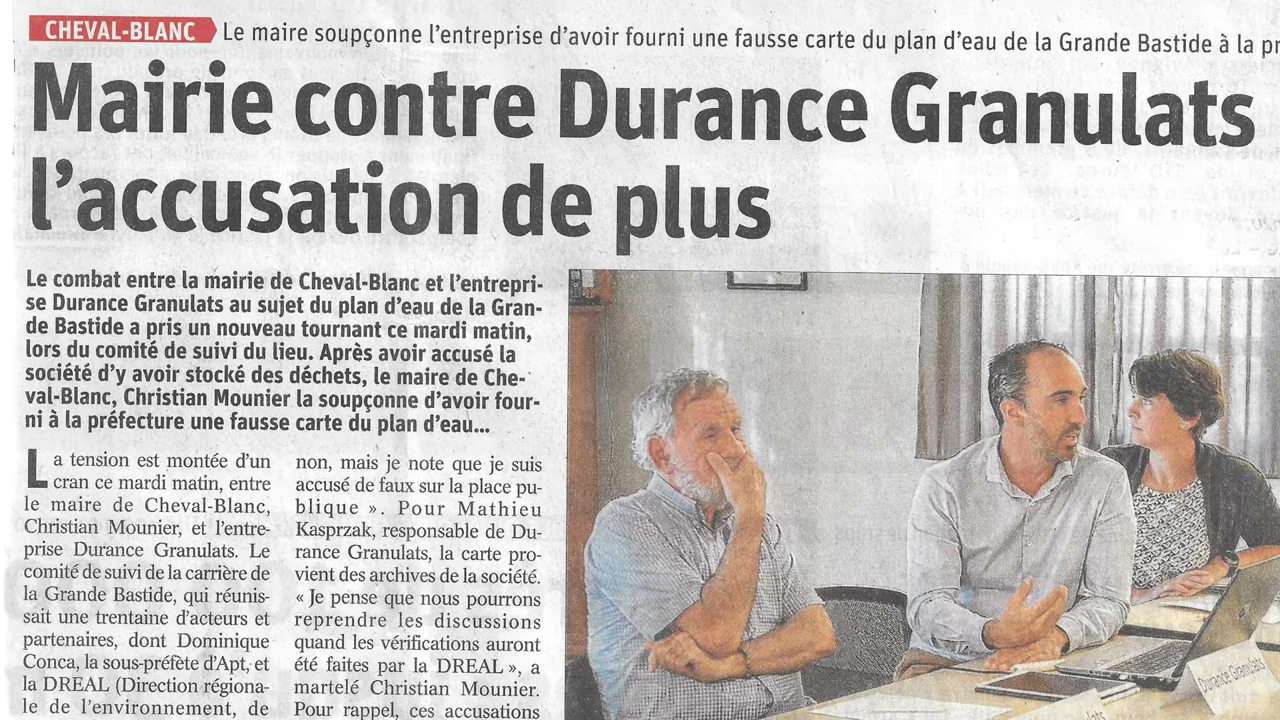 CHEVAL-BLANC Le maire soupçonne l'entreprise d'avoir fourni une fausse carte du plan d'eau de la Grande Bastide à la pr
Mairie contre Durance Granulats
l'accusation de plus
Le combat entre la mairie de Cheval-Blanc et l'entrepri-
se Durance Granulats au sujet du plan d'eau de la Gran-
de Bastide a pris un nouveau tournant ce mardi matin,
lors du comité de suivi du lieu. Après avoir accusé la
société d'y avoir stocké des déchets, le maire de Che-
val-Blanc, Christian Mounier la soupçonne d'avoir four-
ni à la préfecture une fausse carte du plan d'eau...
La tension est montée d'un
cran ce mardi matin, entre
le maire de Cheval-Blanc,
Christian Mounier, et l'entre-
prise Durance Granulats. Le
comité de suivi de la carrière de
la Grande Bastide, qui réunis-
sait une trentaine d'acteurs et
partenaires, dont Dominique
Conca, la sous-préfète d'Apt, et
la DREAL (Direction régiona-
le de l'environnement, de
non, mais je note que je suis
accusé de faux sur la place pu-
blique ». Pour Mathieu
Kasprzak, responsable de Du-
rance Granulats, la carte pro-
vient des archives de la société.
« Je pense que nous pourrons
reprendre les discussions
quand les vérifications auront
été faites par la DREAL », a
martelé Christian Mounier.
Pour rappel, ces accusations
Durance Granulats